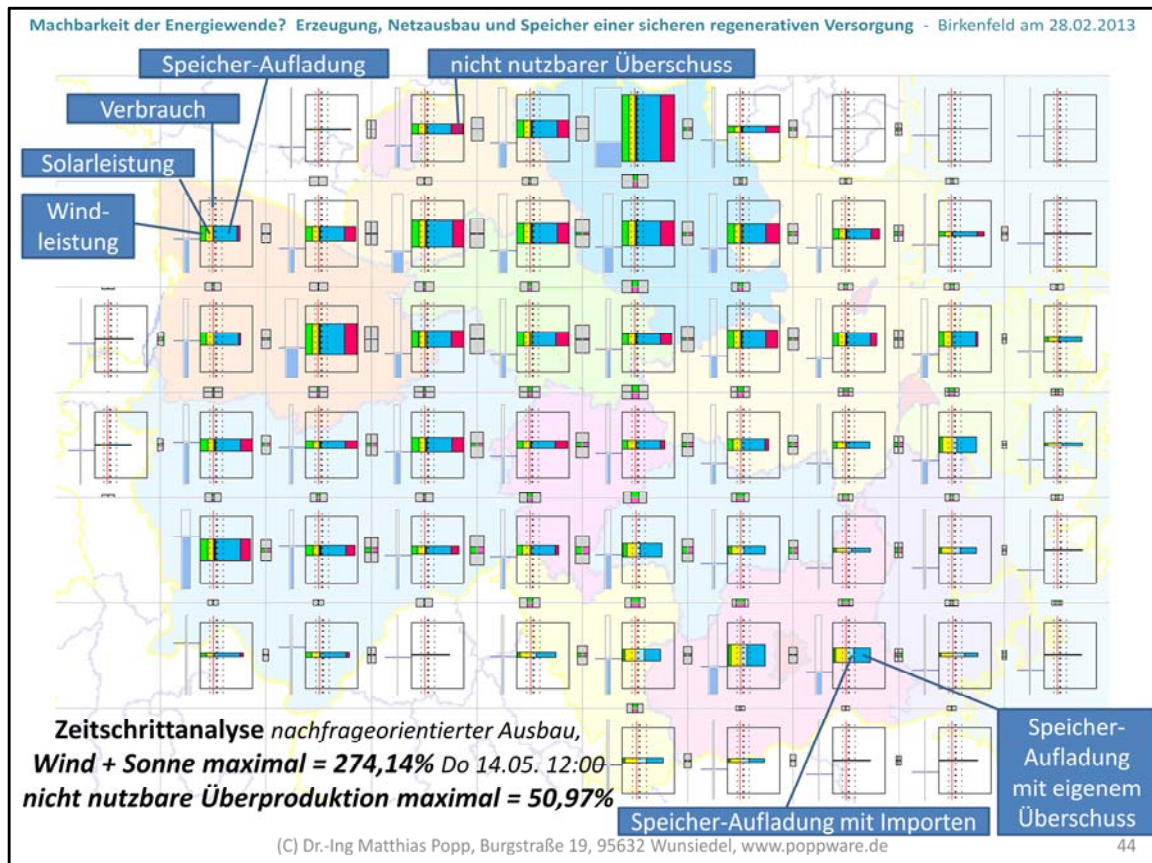 Machbarkeit der Energiewende? Erzeugung, Netzausbau und Speicher einer sicheren regenerativen Versorgung - Birkenfeld am 28.02.2013
Speicher-Aufladung
nicht nutzbarer Überschuss
Verbrauch
Solarleistung
Wind-
leistung
Zeitschrittanalyse nachfrageorientierter Ausbau,
Wind + Sonne maximal = 274,14% Do 14.05. 12:00
nicht nutzbare Überproduktion maximal = 50,97%
Speicher-
Aufladung
mit eigenem
Überschuss
Speicher-Aufladung mit Importen
(C) Dr.-Ing Matthias Popp, Burgstraße 19, 95632 Wunsiedel, www.poppware.de
44